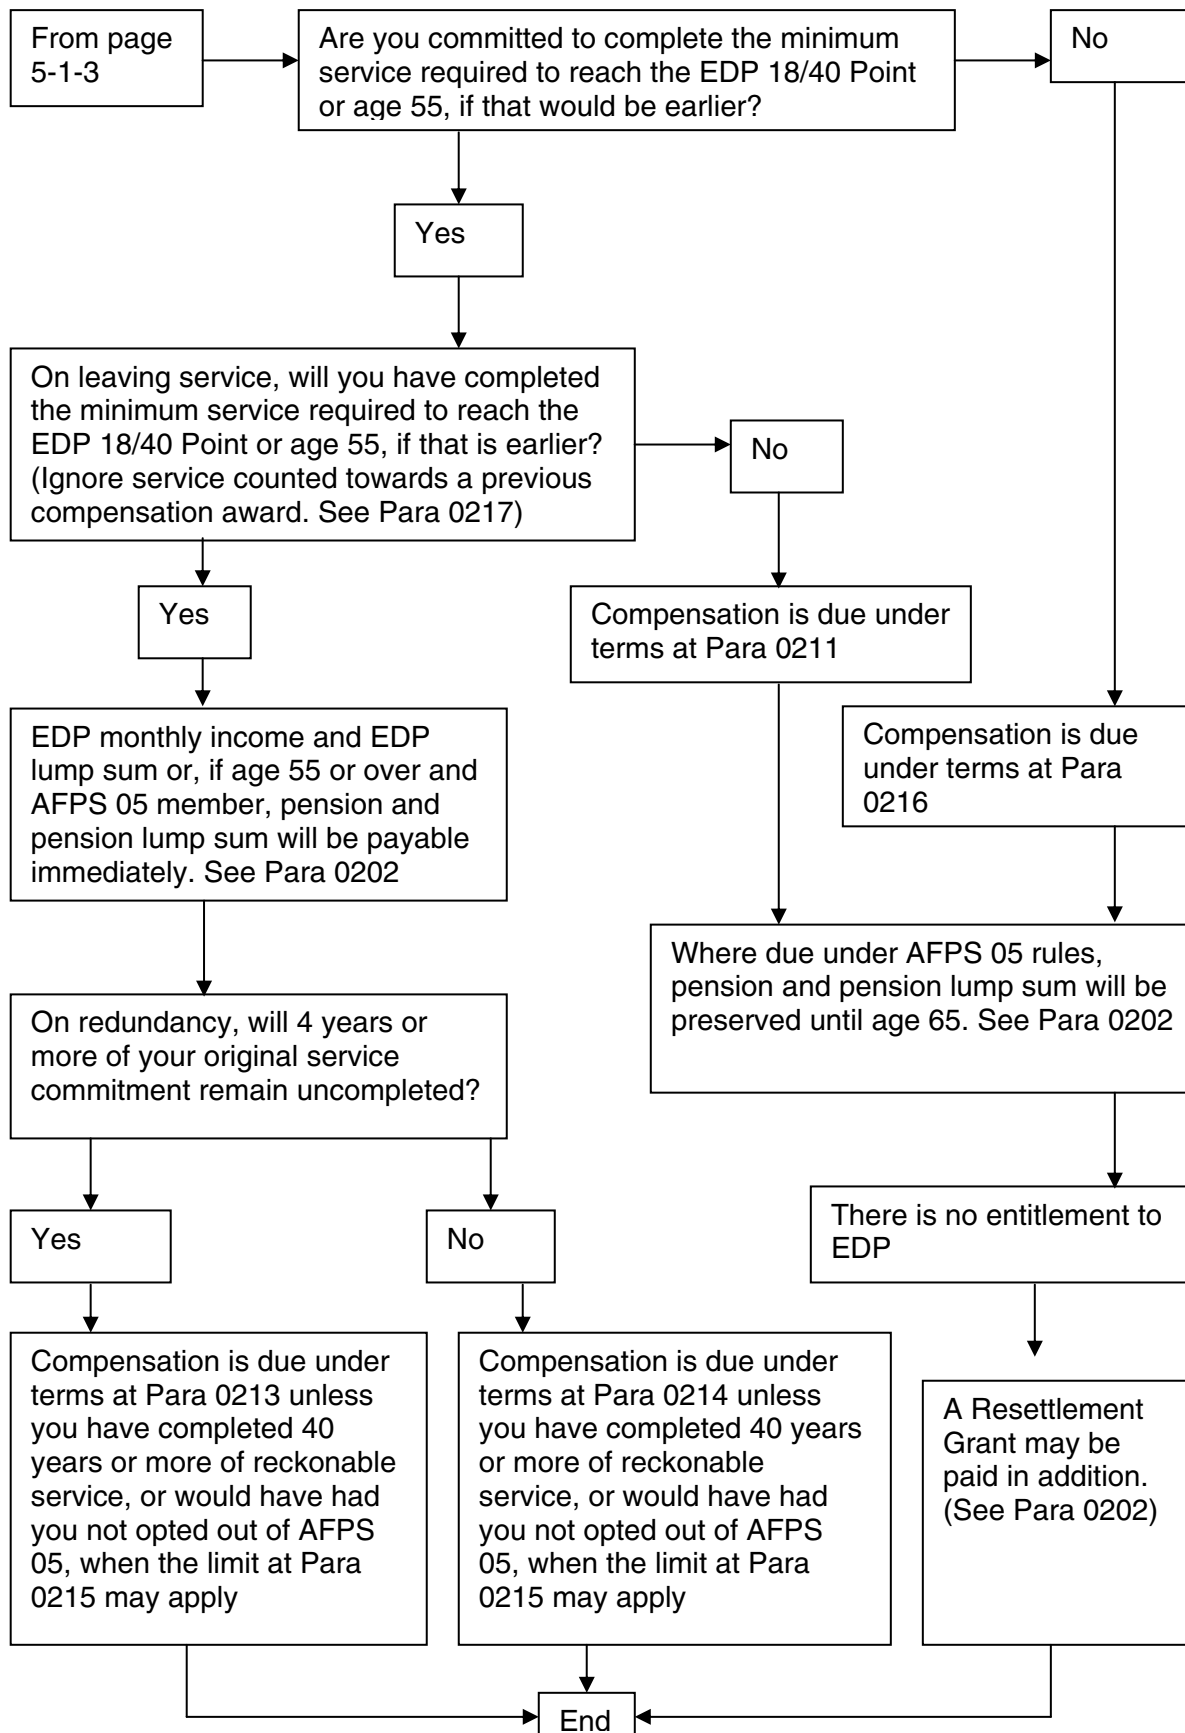 From page
5-1-3
Are you committed to complete the minimum
service required to reach the EDP 18/40 Point
or age 55, if that would be earlier?
No
Yes
On leaving service, will you have completed
the minimum service required to reach the
EDP 18/40 Point or age 55, if that is earlier?
(Ignore service counted towards a previous
compensation award. See Para 0217)
No
Yes
Compensation is due under
terms at Para 0211
EDP monthly income and EDP
lump sum or, if age 55 or over and
AFPS 05 member, pension and
pension lump sum will be payable
immediately. See Para 0202
Compensation is due
under terms at Para
0216
Where due under AFPS 05 rules,
pension and pension lump sum will be
preserved until age 65. See Para 0202
On redundancy, will 4 years or
more of your original service
commitment remain uncompleted?
There is no entitlement to
EDP
Yes
No
Compensation is due under
terms at Para 0213 unless
you have completed 40
years or more of reckonable
service, or would have had
you not opted out of AFPS
05, when the limit at Para
0215 may apply
Compensation is due under
terms at Para 0214 unless
you have completed 40 years
or more of reckonable
service, or would have had
you not opted out of AFPS
05, when the limit at Para
0215 may apply
A Resettlement
Grant may be
paid in addition.
(See Para 0202)
End